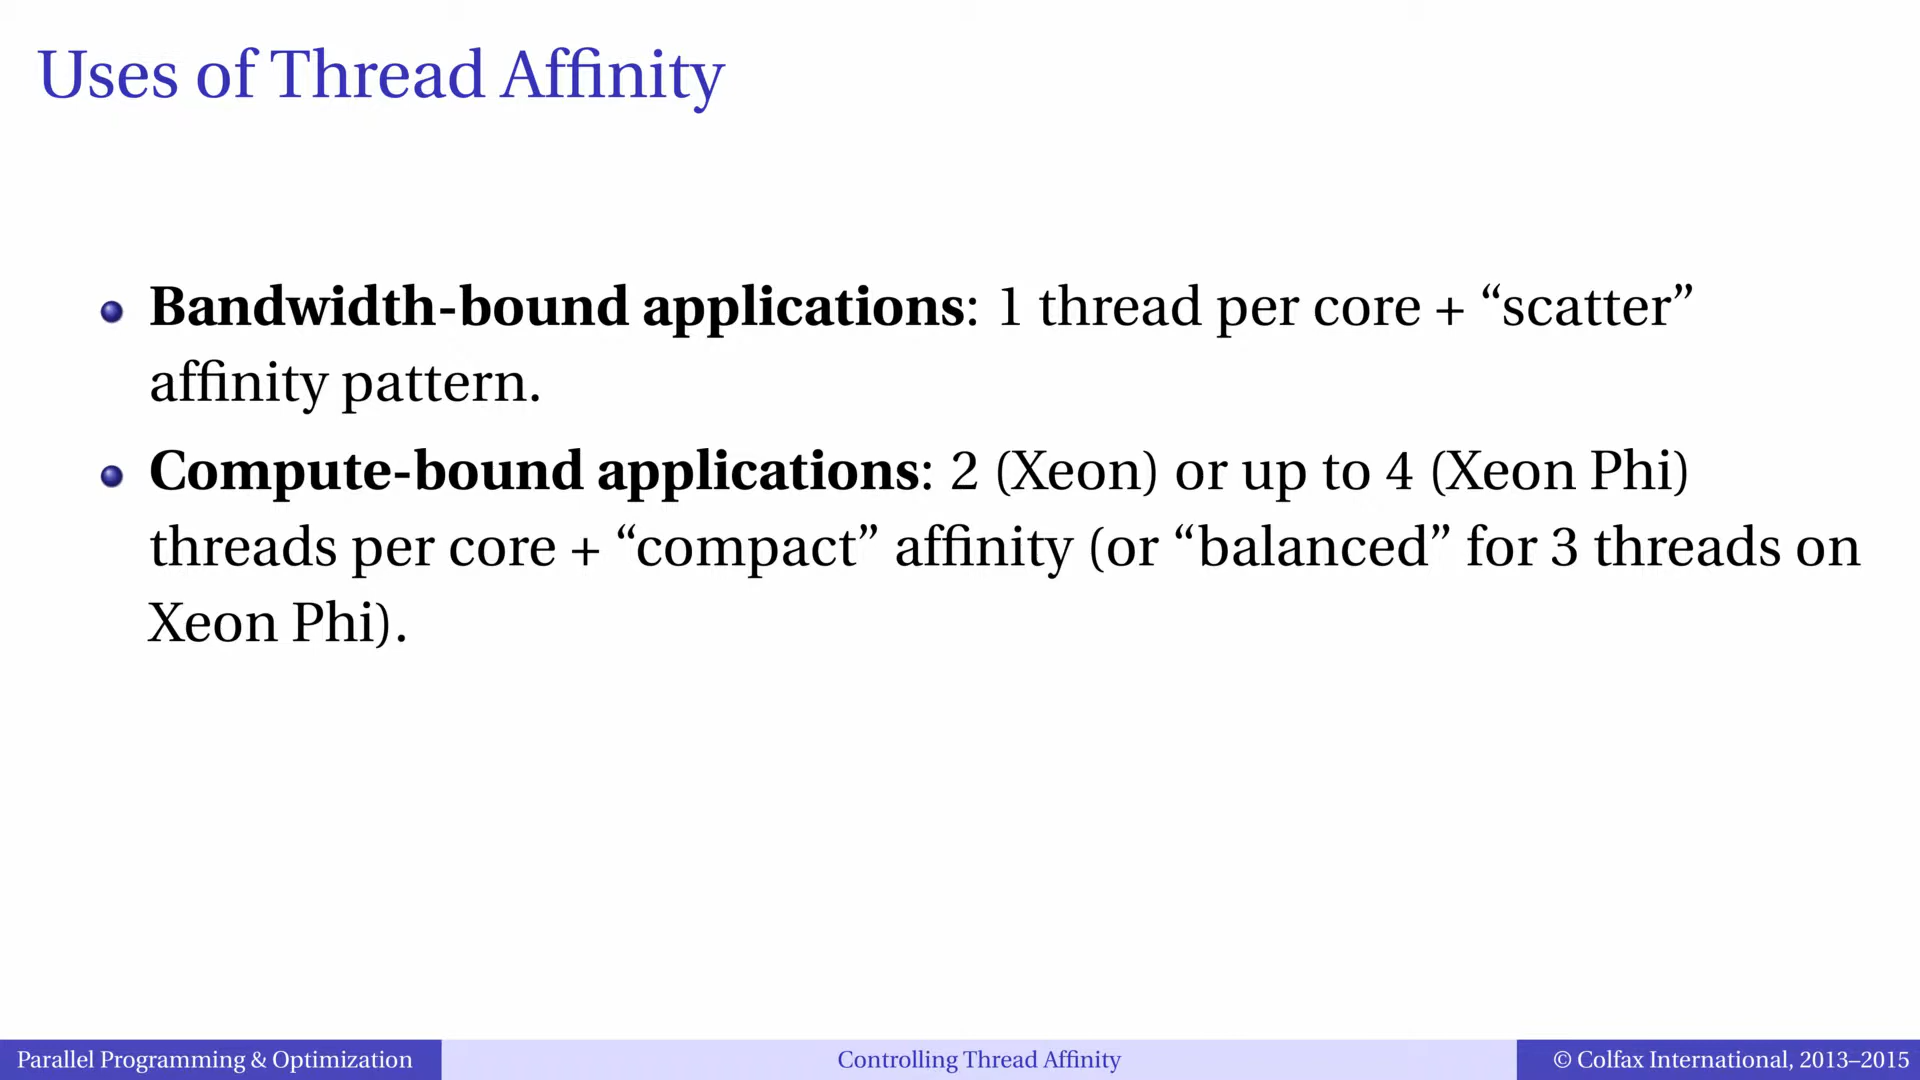 Uses of Thread Affinity
Bandwidth-bound applications: 1 thread per core + “scatter”
affinity pattern.
Compute-bound applications: 2 (Xeon) or up to 4 (Xeon Phi)
threads per core + “compact” affinity (or “balanced” for 3 threads on
Xeon Phi).
Parallel Programming & Optimization
Controlling Thread Affinity
© Colfax International, 2013–2015